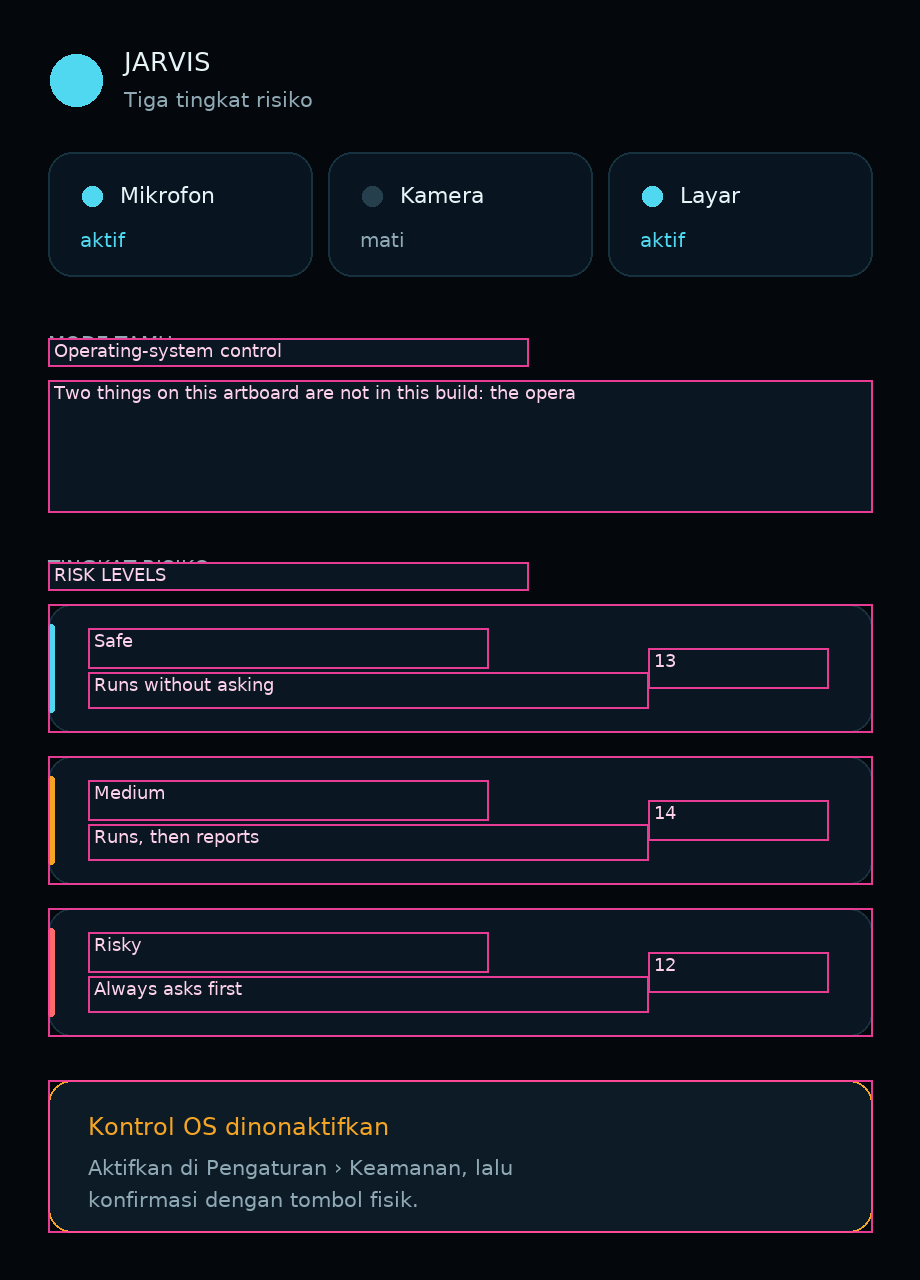 JARVIS
Tiga tingkat risiko
Mikrofon
aktif
Kamera
mati
Layar
aktif
Operating-system control
Two things on this artboard are not in this build: the opera
RISK LEVELS
Safe
Runs without asking
13
Medium
Runs, then reports
14
Risky
Always asks first
12
Kontrol OS dinonaktifkan
Aktifkan di Pengaturan › Keamanan, lalu
konfirmasi dengan tombol fisik.